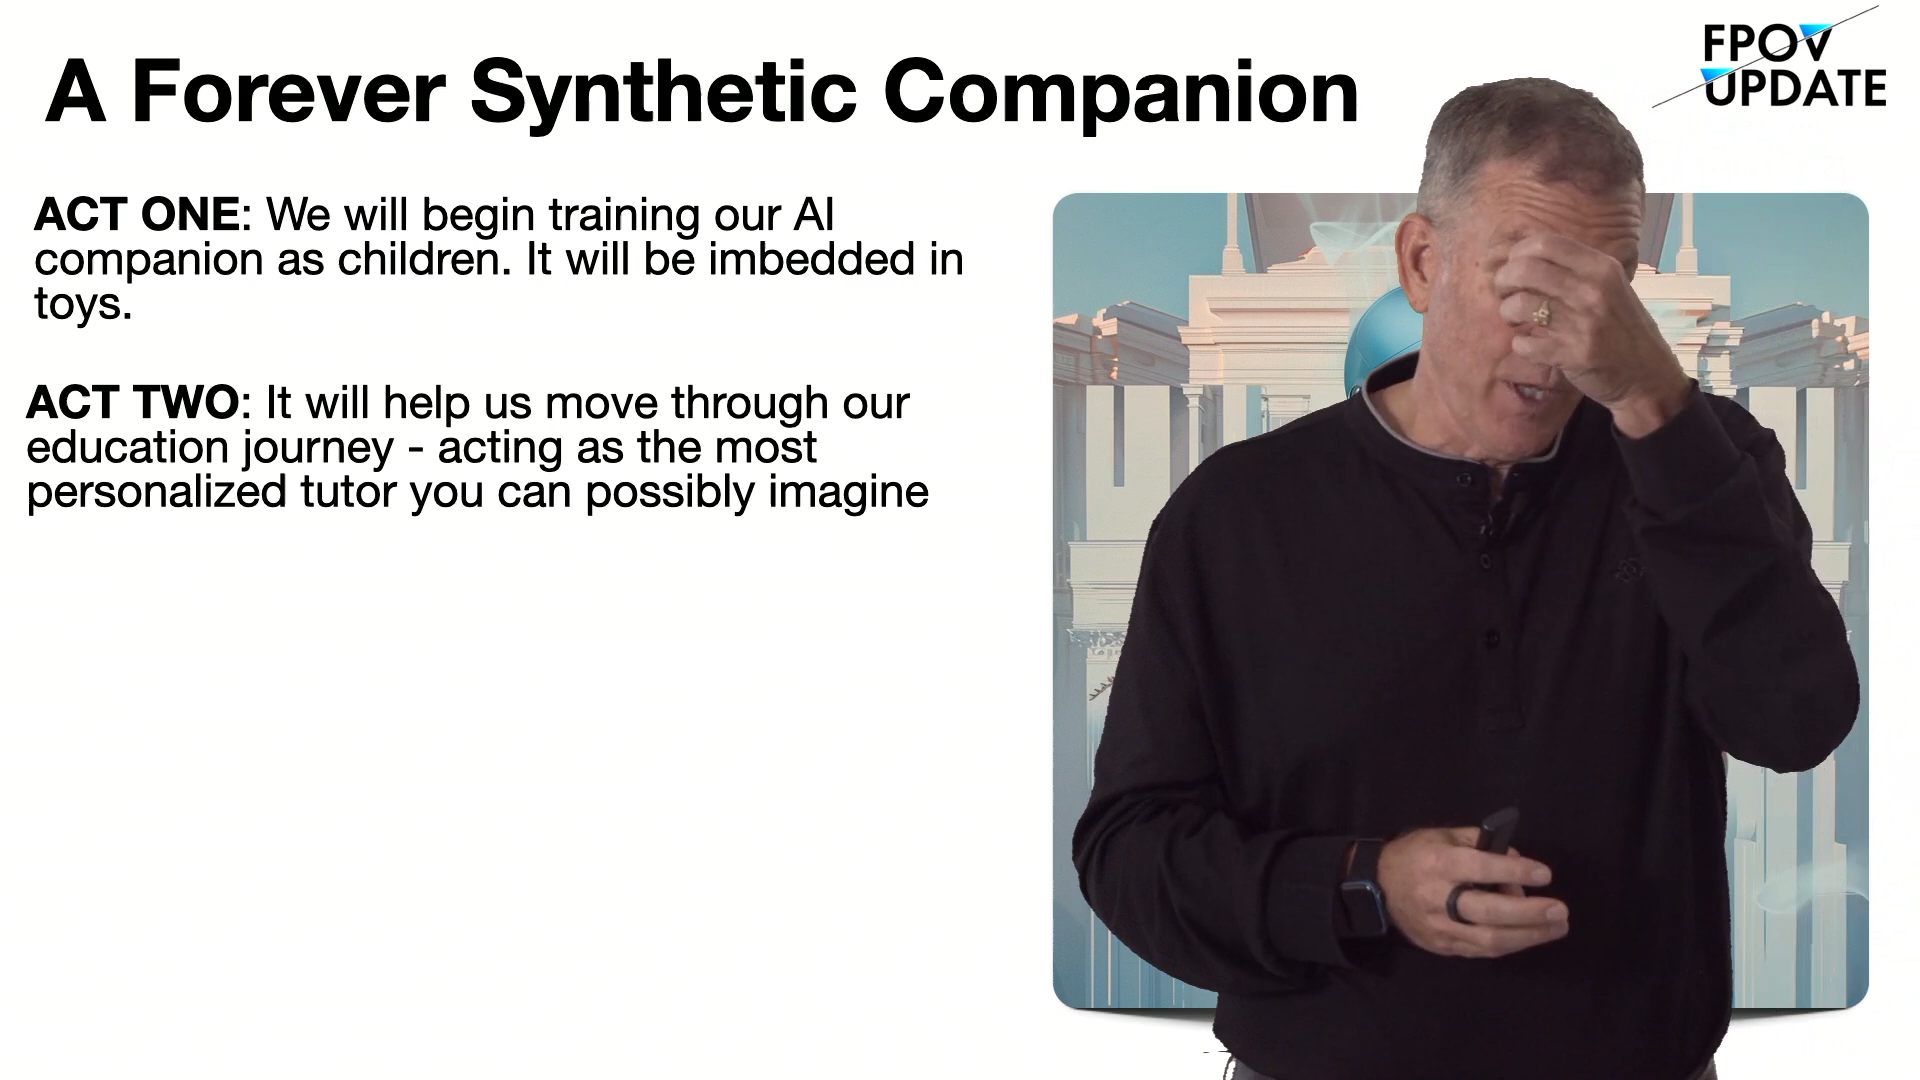 A Forever Synthetic Companion
FPOV
UPDATE
ACT ONE: We will begin training our AI
companion as children. It will be imbedded in
toys.
ACT TWO: It will help us move through our
education journey - acting as the most
personalized tutor you can possibly imagine